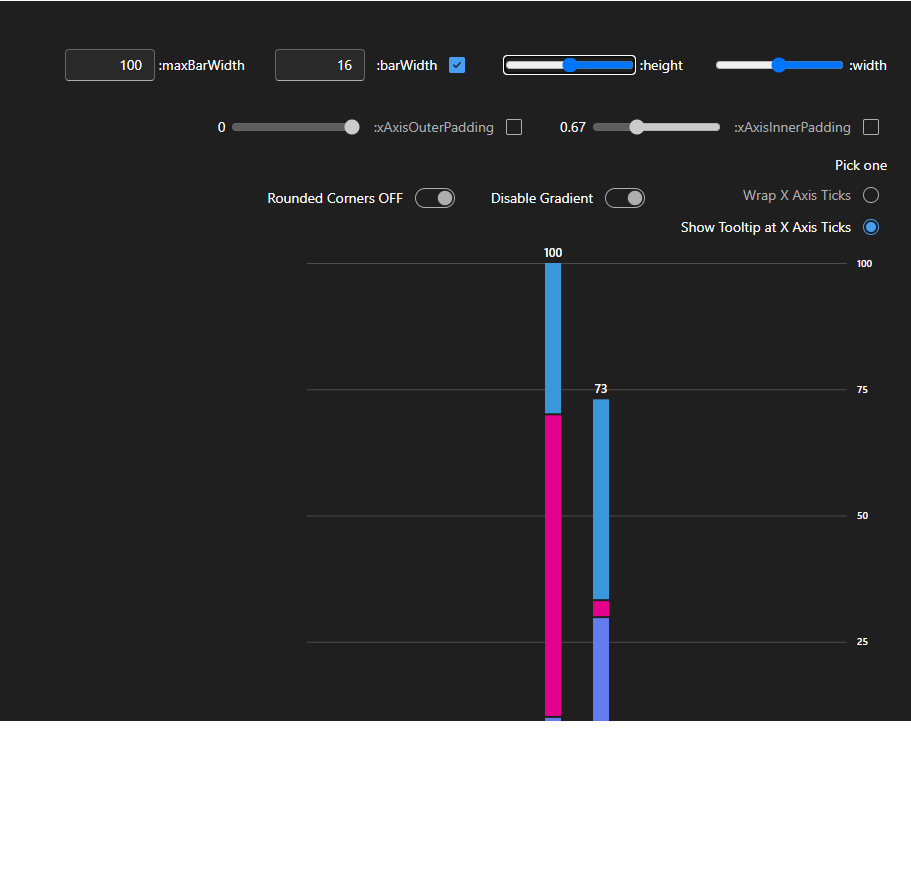 100 :maxBarWidth 16 :barWidth :height :width
0 :xAxisOuterPadding 0.67 :xAxisInnerPadding
Pick one
Wrap X Axis Ticks
Rounded Corners OFF Disable Gradient
Show Tooltip at X Axis Ticks
100
100
75
73
50
25